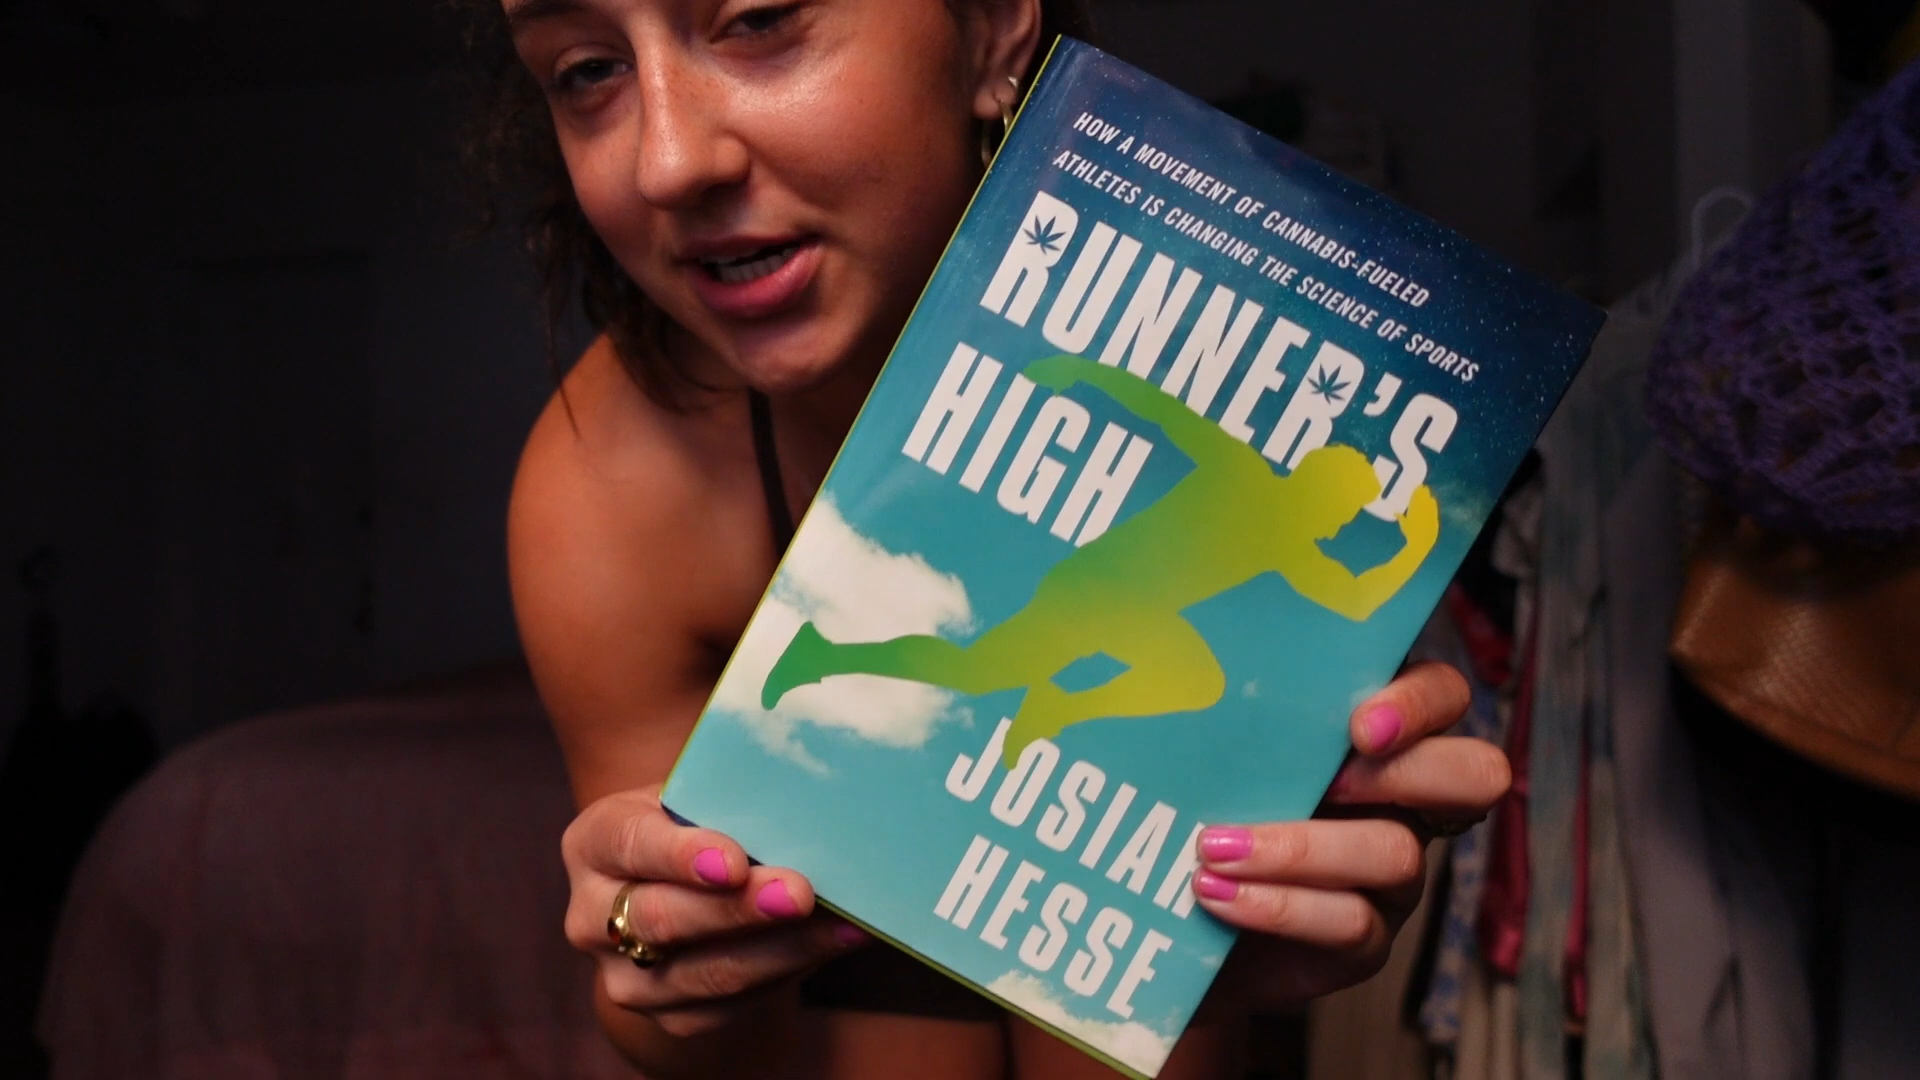 HOW A MOVEMENT OF CANNABIS-FUELED
ATHLETES IS CHANGING THE SCIENCE OF SPORTS
RUNNER'S
HIGH
JOSIAH
HESSE